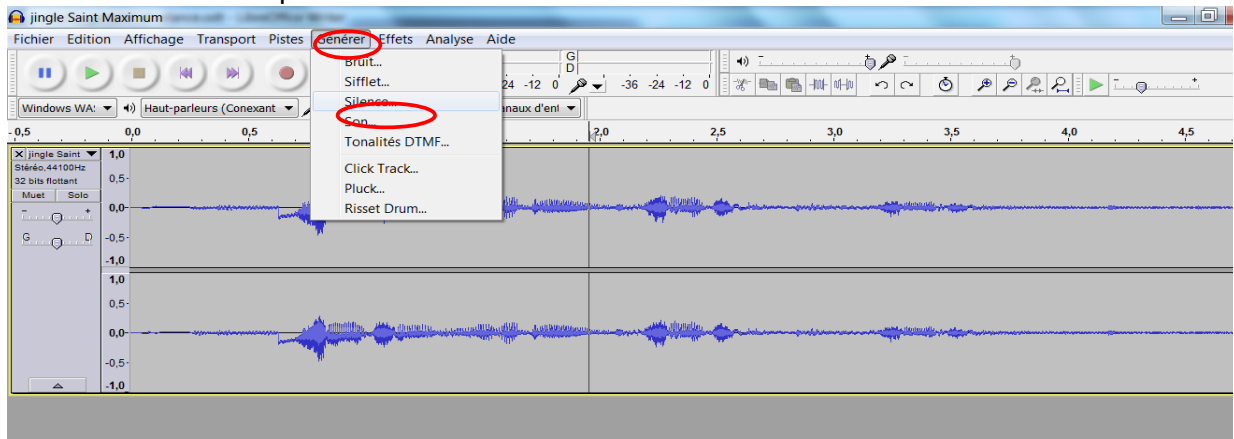 jingle Saint Maximum
Fichier Edition Affichage Transport Pistes Générer Effets Analyse Aide
Bruit...
Sifflet...
Silence...
Son...
Tonalités DTMF...
Click Track...
Pluck...
Risset Drum...
G
D
24 -12 0
-36 -24 -12 0
Haut-parleurs (Conexant
-0,5 0,0 0,5 2,0 2,5 3,0 3,5 4,0 4,5
jingle Saint
Stéréo,44100Hz
32 bits flottant
Muet Solo
- +
G D
1,0
0,5-
0,0-
-0,5-
-1,0
1,0
0,5-
0,0-
-0,5-
-1,0